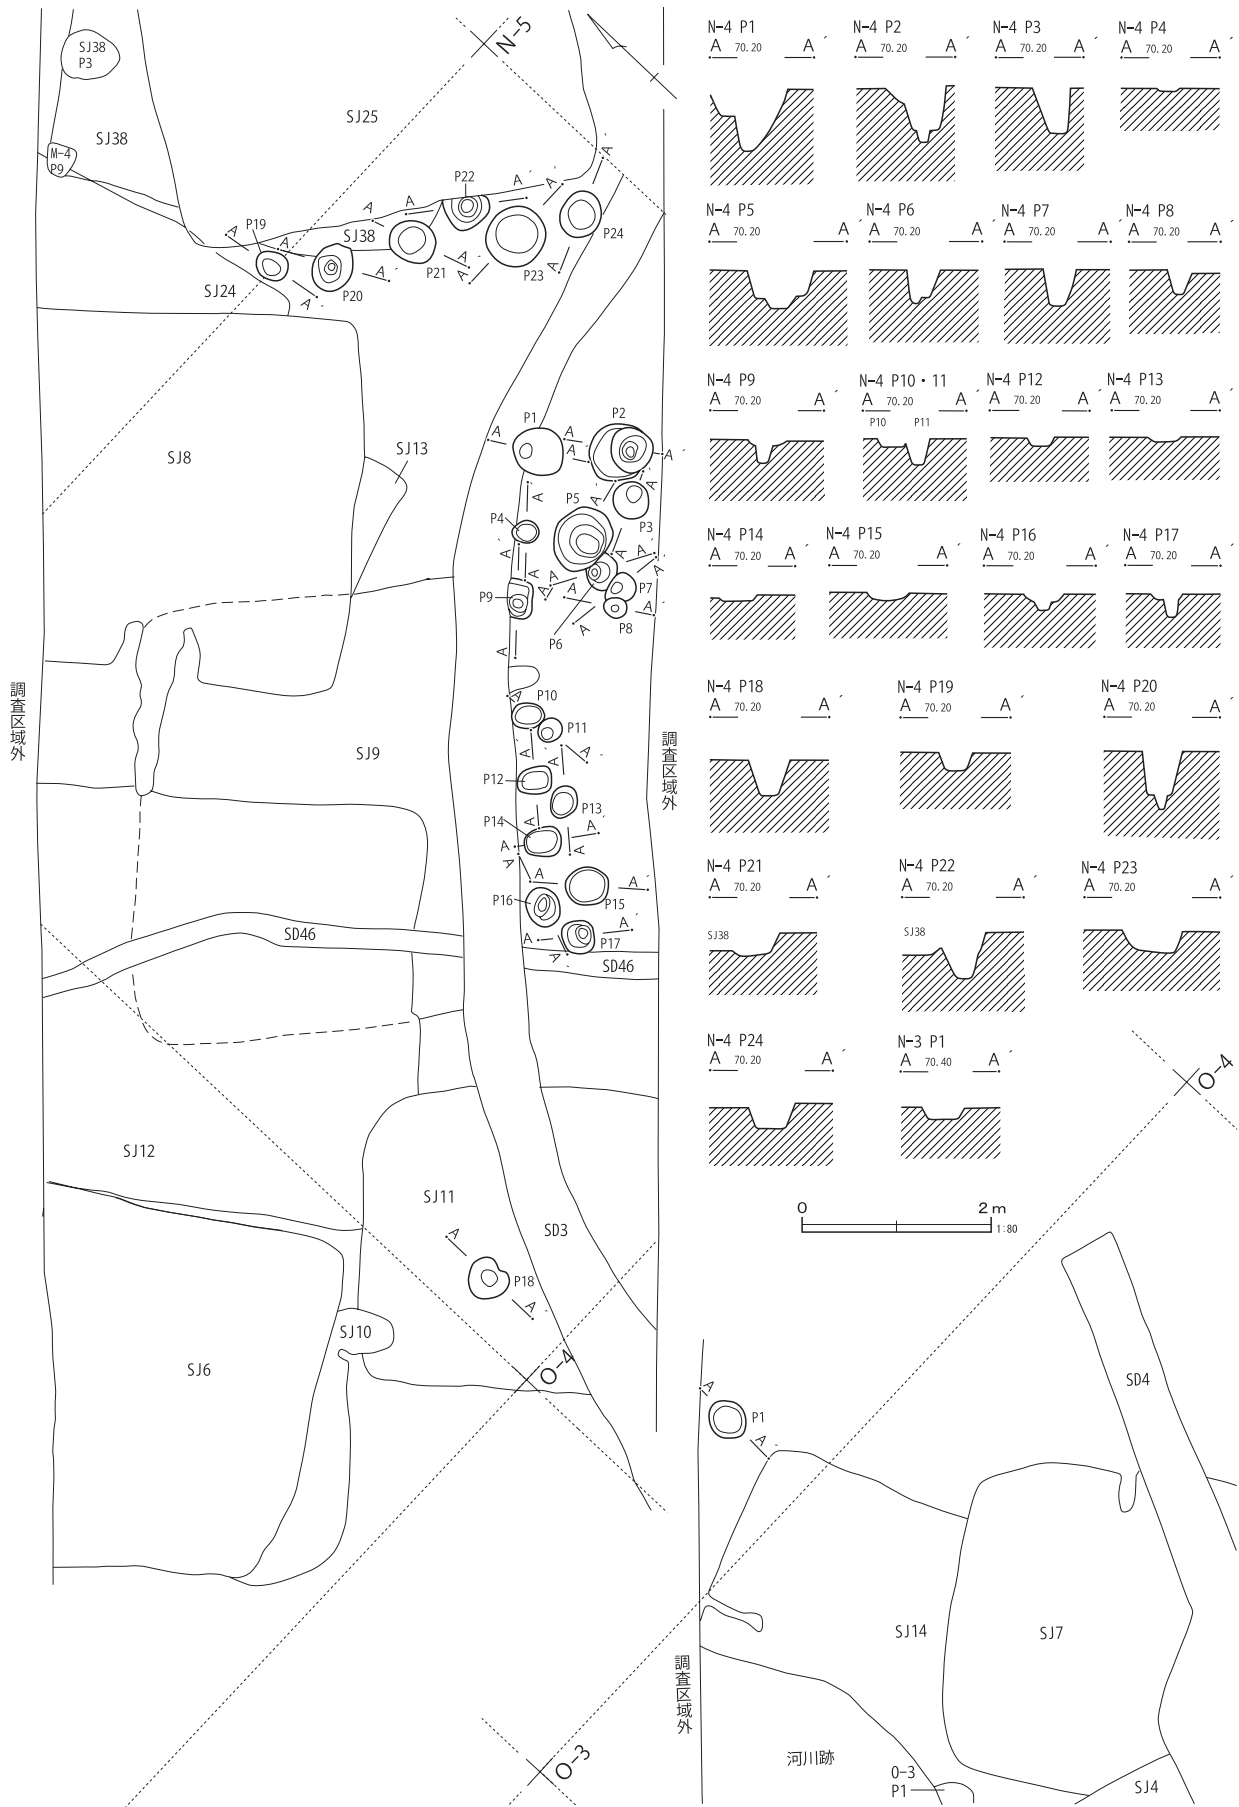 SJ38
P3
SJ38
M-4
P9
SJ25
N-5
P22
P19
SJ38
P24
P21
P23
P20
SJ24
SJ8
SJ13
P1
P2
P5
P3
P4
P7
P9
P8
P6
調査区域外
調査区域外
P10
P11
SJ9
P12
P13
P14
P16
P15
P17
SD46
SD46
SJ12
SJ11
SD3
P18
SJ10
SJ6
O-4
N-4 P1
A 70.20 A´
N-4 P2
A 70.20 A´
N-4 P3
A 70.20 A´
N-4 P4
A 70.20 A´
N-4 P5
A 70.20 A´
N-4 P6
A 70.20 A´
N-4 P7
A 70.20 A´
N-4 P8
A 70.20 A´
N-4 P9
A 70.20 A´
N-4 P10・11
A 70.20 A´
P10 P11
N-4 P12
A 70.20 A´
N-4 P13
A 70.20 A´
N-4 P14
A 70.20 A´
N-4 P15
A 70.20 A´
N-4 P16
A 70.20 A´
N-4 P17
A 70.20 A´
N-4 P18
A 70.20 A´
N-4 P19
A 70.20 A´
N-4 P20
A 70.20 A´
N-4 P21
A 70.20 A´
SJ38
N-4 P22
A 70.20 A´
SJ38
N-4 P23
A 70.20 A´
N-4 P24
A 70.20 A´
N-3 P1
A 70.40 A´
O-4
0 2m
1:80
SD4
A
P1
A´
SJ14
SJ7
調査区域外
河川跡
O-3
O-3
P1
SJ4